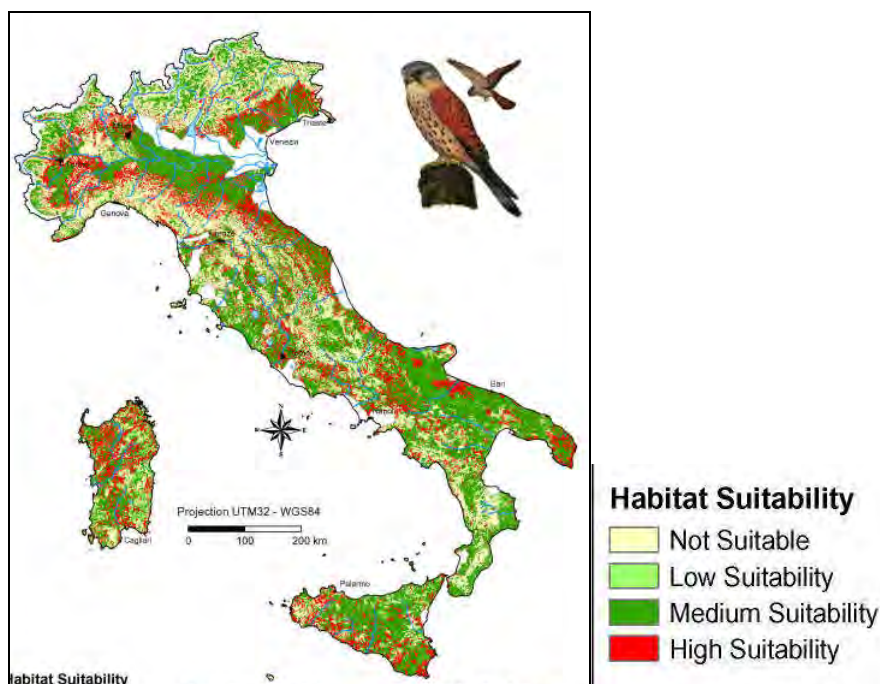 Trieste
Venezia
Genova
Bari
Projection UTM32 - WGS84
0 100 200 km
Cagliari
Palermo
Habitat Suitability
Habitat Suitability
Not Suitable
Low Suitability
Medium Suitability
High Suitability